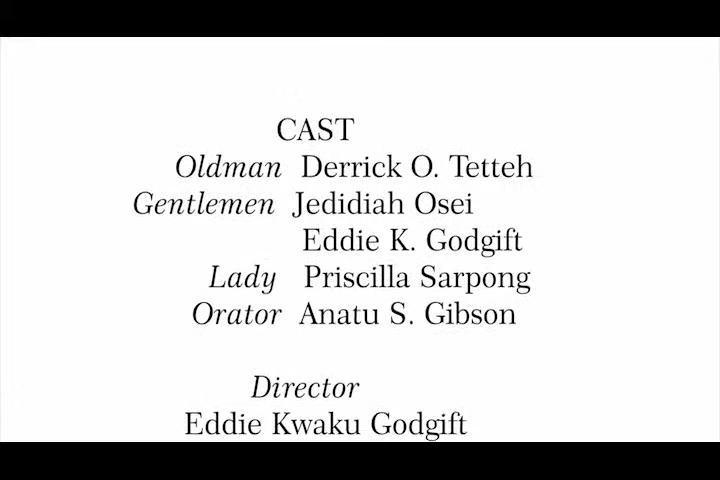 CAST
Oldman Derrick O. Tetteh
Gentlemen Jedidiah Osei
Eddie K. Godgift
Lady Priscilla Sarpong
Orator Anatu S. Gibson
Director
Eddie Kwaku Godgift